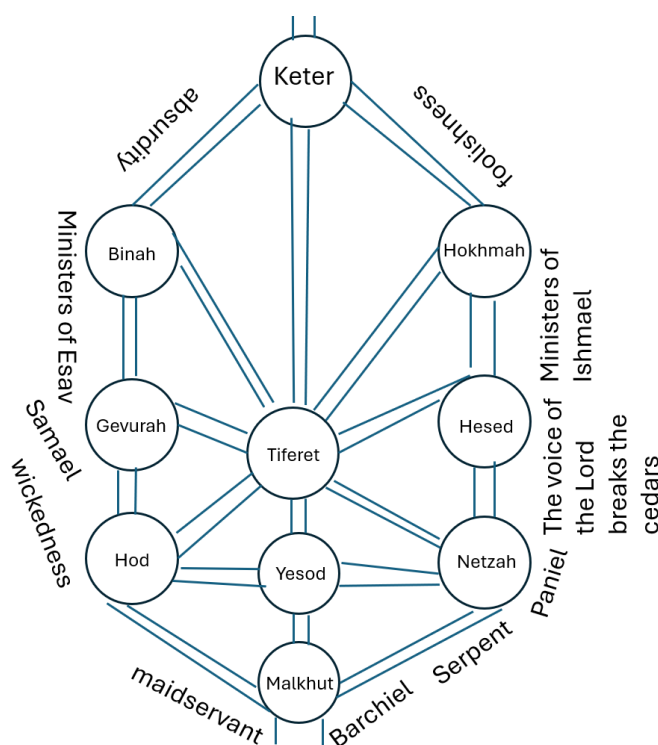 Keter
absurdity
foolishness
Binah
Hokhmah
Ministers of Esav
Ministers of
Ishmael
Gevurah
Hesed
Tiferet
Samael
wickedness
The voice of
the Lord
breaks the
cedars
Hod
Yesod
Netzah
Paniel
Serpent
maidservant
Malkhut
Barchiel